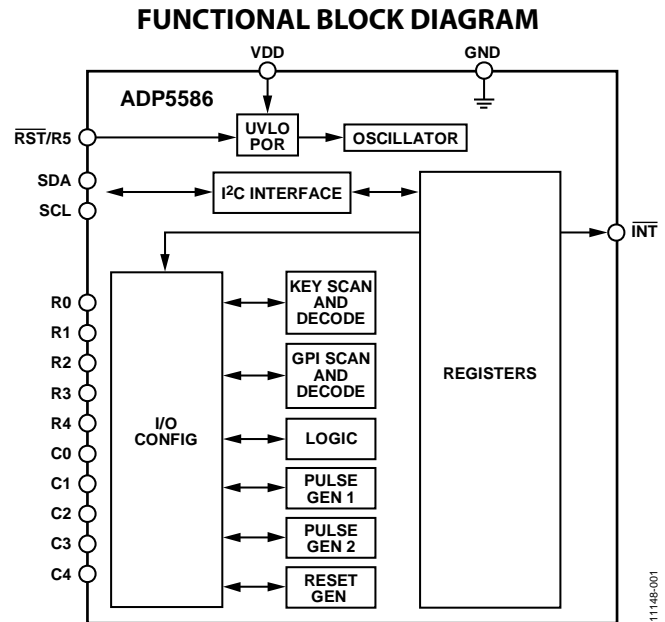 FUNCTIONAL BLOCK DIAGRAM
VDD
GND
ADP5586
RST/R5
UVLO
POR
OSCILLATOR
SDA
I²C INTERFACE
SCL
INT
R0
KEY SCAN
AND
DECODE
R1
R2
GPI SCAN
AND
DECODE
R3
REGISTERS
R4
I/O
CONFIG
LOGIC
C0
C1
PULSE
GEN 1
C2
C3
PULSE
GEN 2
C4
RESET
GEN
11148-001